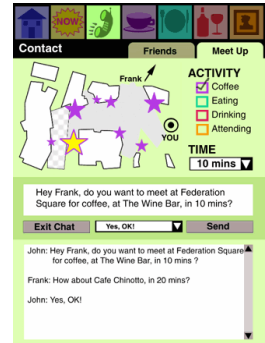 NOW
Contact
Friends
Meet Up
Frank
ACTIVITY
Coffee
Eating
Drinking
Attending
YOU
TIME
10 mins
Hey Frank, do you want to meet at Federation
Square for coffee, at The Wine Bar, in 10 mins?
Exit Chat
Yes, OK!
Send
John: Hey Frank, do you want to meet at Federation Square
for coffee, at The Wine Bar, in 10 mins ?
Frank: How about Cafe Chinotto, in 20 mins?
John: Yes, OK!